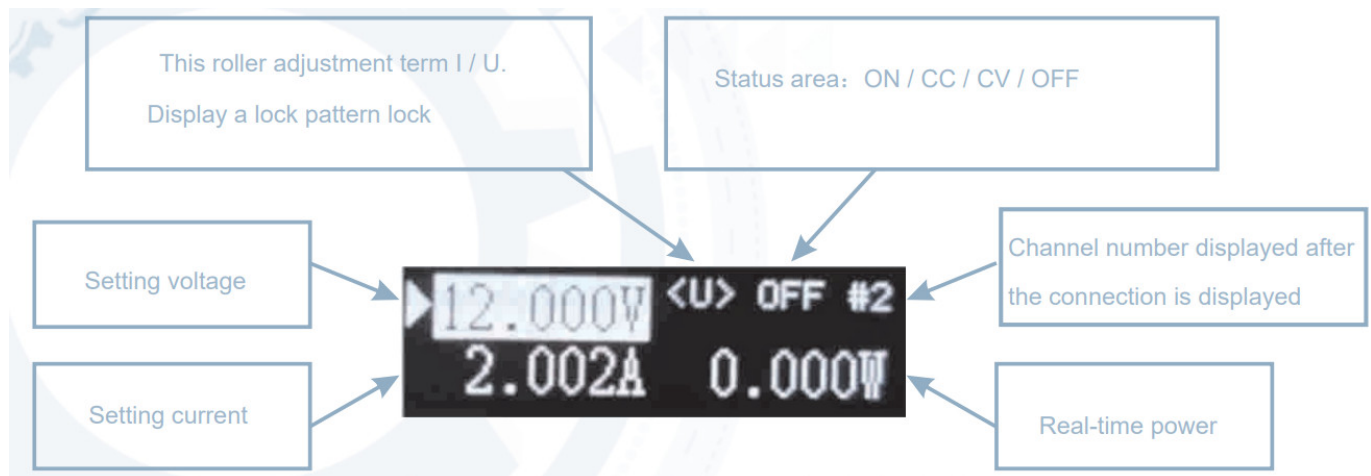 This roller adjustment term I / U.
Display a lock pattern lock
Status area：ON / CC / CV / OFF
Setting voltage
Channel number displayed after
the connection is displayed
12.000V <U> OFF #2
2.002A 0.000W
Setting current
Real-time power